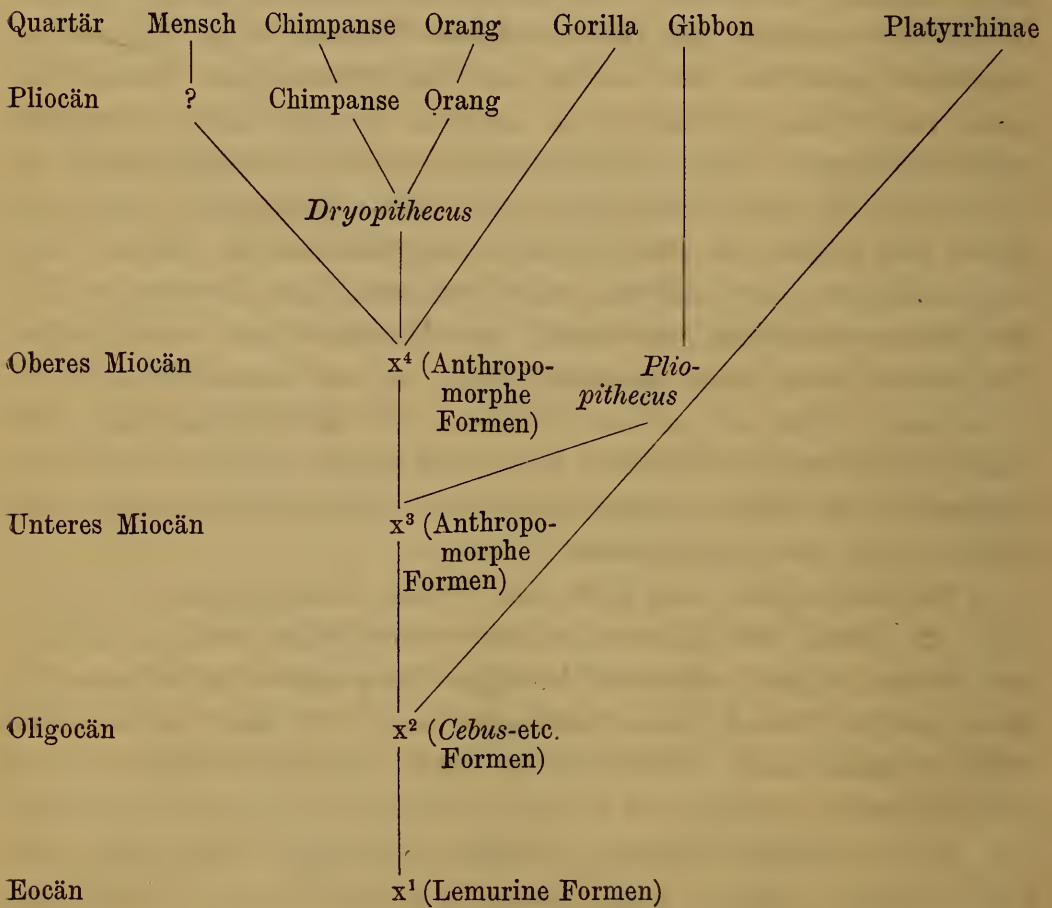 Quartär Mensch Chimpanse Orang Gorilla Gibbon Platyrrhinae
Pliocän ? Chimpanse Orang
Dryopithecus
Oberes Miocän x⁴ (Anthropo- Plio-
morphe pithecus
Formen)
Unteres Miocän x³ (Anthropo-
morphe
Formen)
Oligocän x² (Cebus-etc.
Formen)
Eocän x¹ (Lemurine Formen)